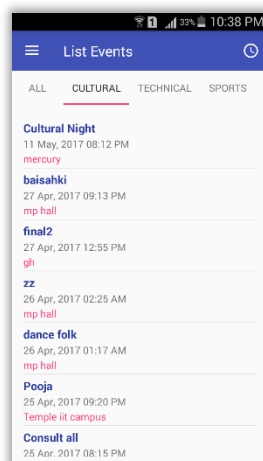 33% 10:38 PM
List Events
ALL CULTURAL TECHNICAL SPORTS
Cultural Night
11 May, 2017 08:12 PM
mercury
baisahki
27 Apr, 2017 09:13 PM
mp hall
final2
27 Apr, 2017 12:55 PM
gh
zz
26 Apr, 2017 02:25 AM
mp hall
dance folk
26 Apr, 2017 01:17 AM
mp hall
Pooja
25 Apr, 2017 09:20 PM
Temple iit campus
Consult all
25 Apr, 2017 08:15 PM